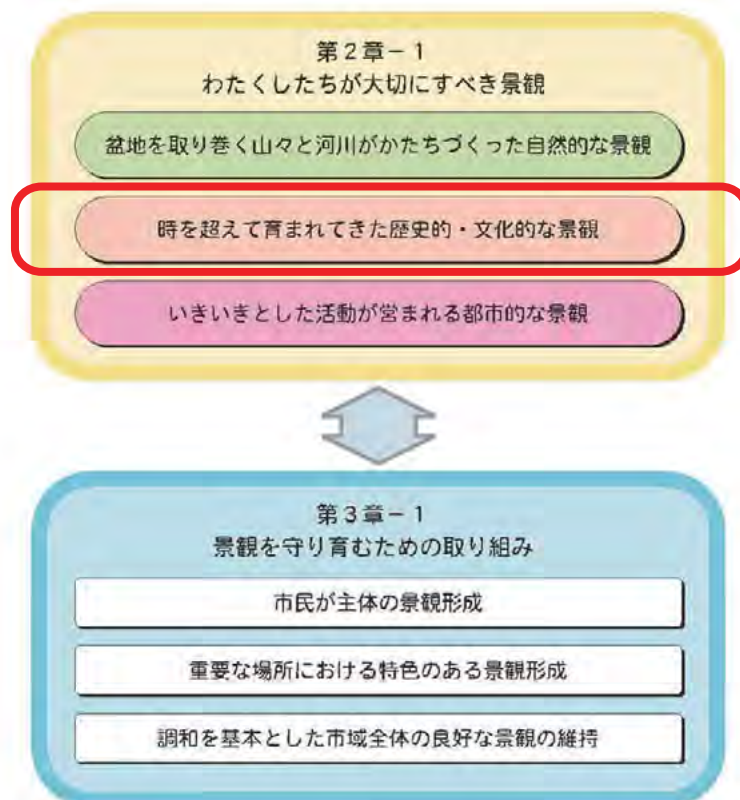 第2章－1
わたくしたちが大切にすべき景観
盆地を取り巻く山々と河川がかたちづくった自然的な景観
時を超えて育まれてきた歴史的・文化的な景観
いきいきとした活動が営まれる都市的な景観
第3章－1
景観を守り育むための取り組み
市民が主体の景観形成
重要な場所における特色のある景観形成
調和を基本とした市域全体の良好な景観の維持